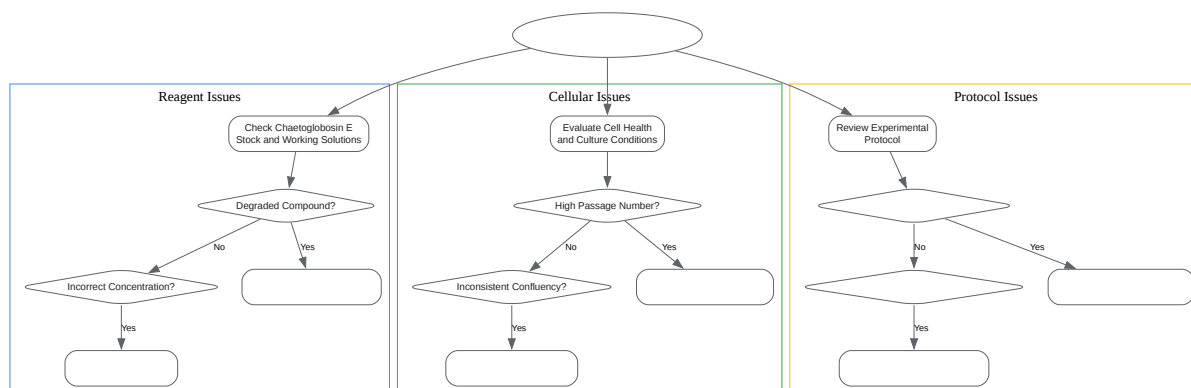 Reagent Issues
Cellular Issues
Protocol Issues
Check Chaetoglobosin E
Stock and Working Solutions
Evaluate Cell Health
and Culture Conditions
Review Experimental
Protocol
Degraded Compound?
High Passage Number?
No
Yes
No
Yes
No
Yes
Incorrect Concentration?
Inconsistent Confluency?
Yes
Yes
Yes